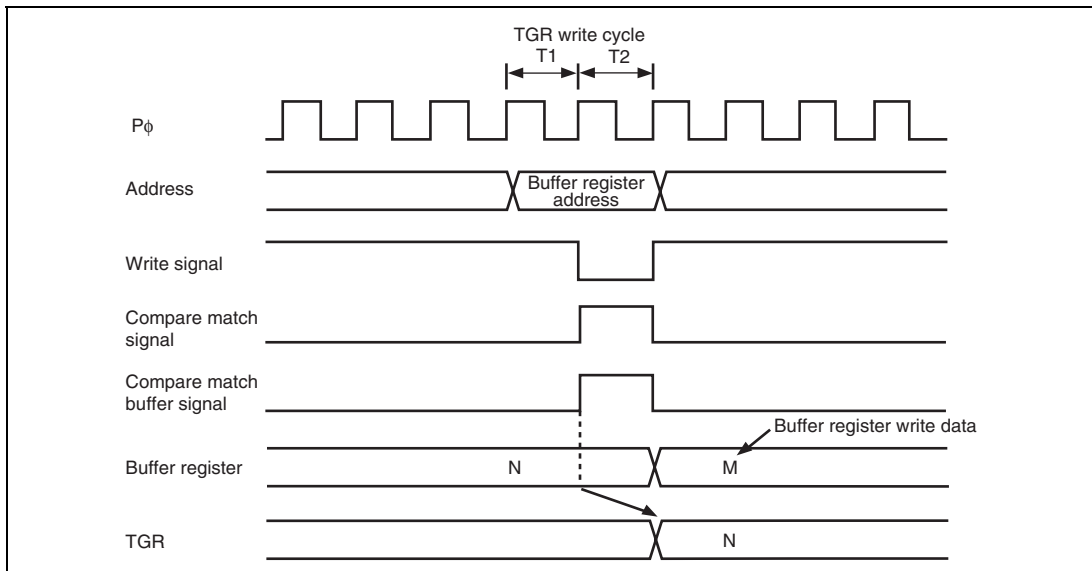 TGR write cycle
T1 T2
Pϕ
Address
Buffer register
address
Write signal
Compare match
signal
Compare match
buffer signal
Buffer register write data
Buffer register
N M
TGR
N